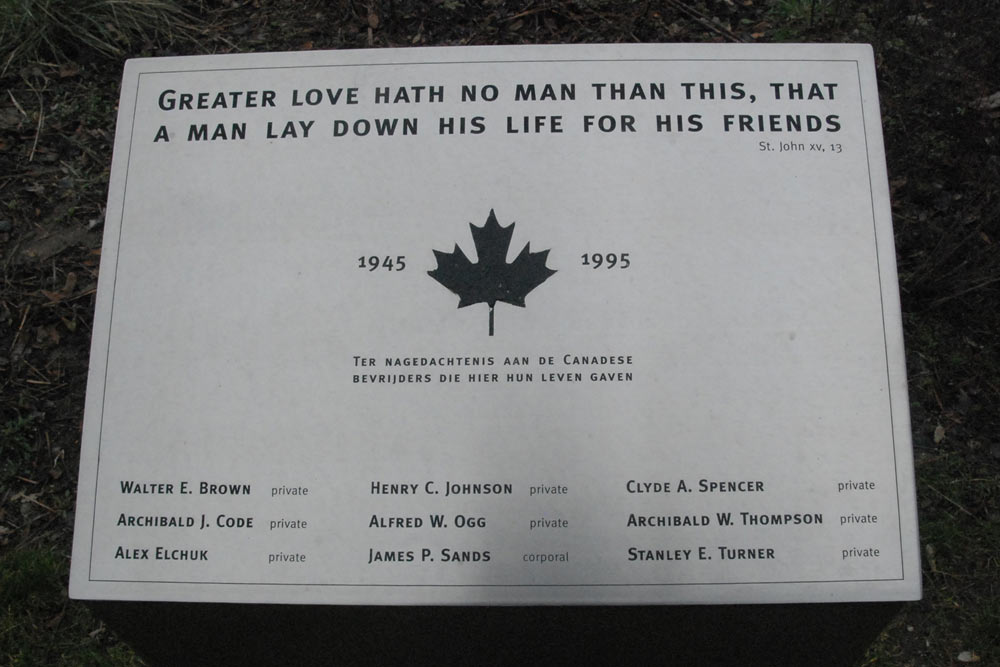 GREATER LOVE HATH NO MAN THAN THIS, THAT
A MAN LAY DOWN HIS LIFE FOR HIS FRIENDS
St. John xv, 13
1945 1995
TER NAGEDACHTENIS AAN DE CANADESE
BEVRIJDERS DIE HIER HUN LEVEN GAVEN
WALTER E. BROWN private HENRY C. JOHNSON private CLYDE A. SPENCER private
ARCHIBALD J. CODE private ALFRED W. OGG private ARCHIBALD W. THOMPSON private
ALEX ELCHUK private JAMES P. SANDS corporal STANLEY E. TURNER private